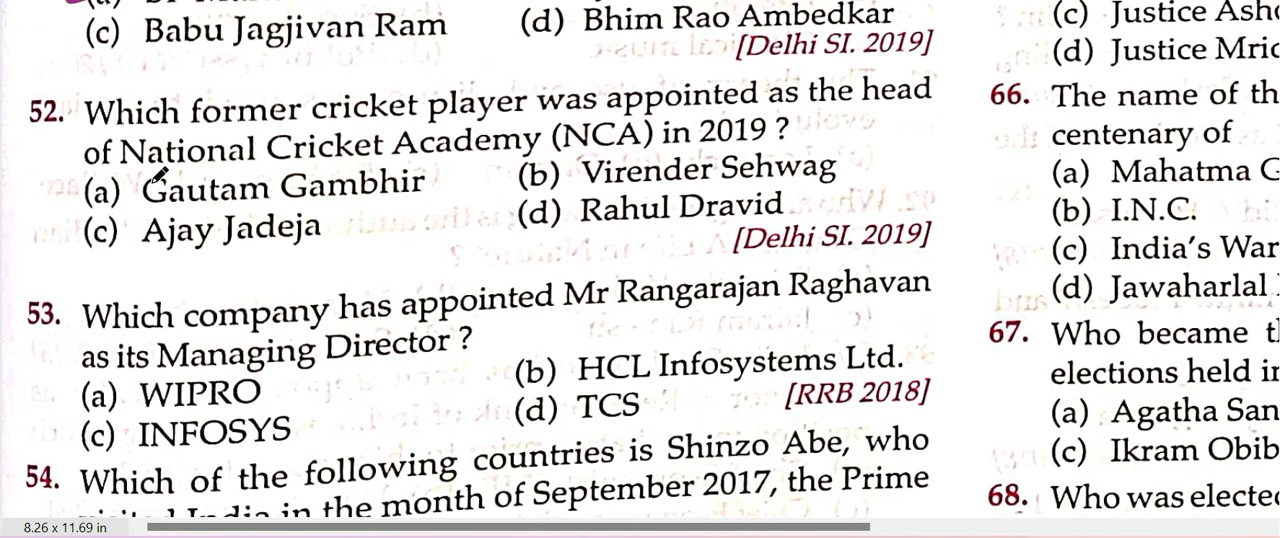 (c) Babu Jagjivan Ram (d) Bhim Rao Ambedkar
[Delhi SI. 2019]
52. Which former cricket player was appointed as the head
of National Cricket Academy (NCA) in 2019 ?
(a) Gautam Gambhir (b) Virender Sehwag
(c) Ajay Jadeja (d) Rahul Dravid
[Delhi SI. 2019]
53. Which company has appointed Mr Rangarajan Raghavan
as its Managing Director ?
(a) WIPRO (b) HCL Infosystems Ltd.
(c) INFOSYS (d) TCS [RRB 2018]
54. Which of the following countries is Shinzo Abe, who
India in the month of September 2017, the Prime
(c) Justice
(d) Justice
66. The name of
centenary of
(a) Mahatma
(b) I.N.C.
(c) India's
(d) Jawaharlal
67. Who became
elections held
(a) Agatha
(c) Ikram
68. Who was
8.26 x 11.69 in